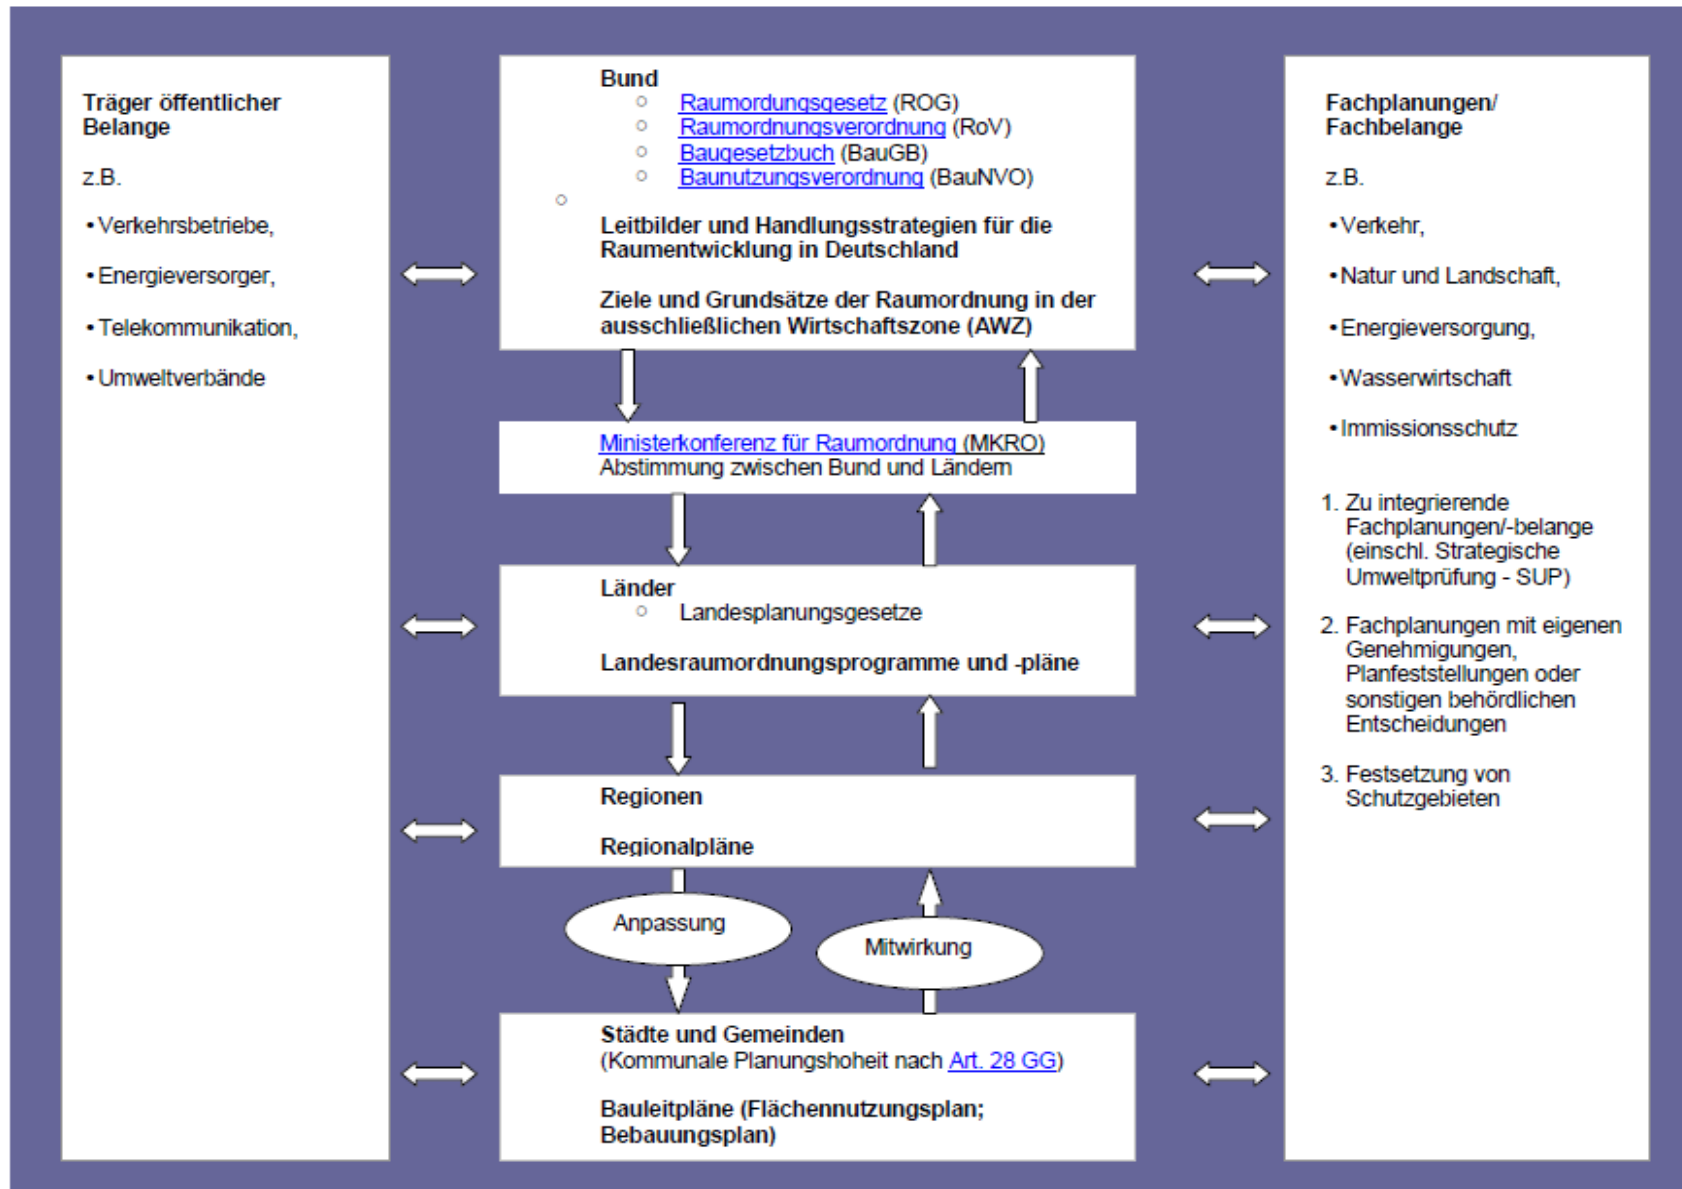 Träger öffentlicher
Belange
z.B.
• Verkehrsbetriebe,
• Energieversorger,
• Telekommunikation,
• Umweltverbände
Bund
○ Raumordungsgesetz (ROG)
○ Raumordnungsverordnung (RoV)
○ Baugesetzbuch (BauGB)
○ Baunutzungsverordnung (BauNVO)
○
Leitbilder und Handlungsstrategien für die
Raumentwicklung in Deutschland
Ziele und Grundsätze der Raumordnung in der
ausschließlichen Wirtschaftszone (AWZ)
Ministerkonferenz für Raumordnung (MKRO)
Abstimmung zwischen Bund und Ländern
Länder
○ Landesplanungsgesetze
Landesraumordnungsprogramme und -pläne
Regionen
Regionalpläne
Anpassung
Mitwirkung
Städte und Gemeinden
(Kommunale Planungshoheit nach Art. 28 GG)
Bauleitpläne (Flächennutzungsplan;
Bebauungsplan)
Fachplanungen/
Fachbelange
z.B.
• Verkehr,
• Natur und Landschaft,
• Energieversorgung,
• Wasserwirtschaft
• Immissionsschutz
1. Zu integrierende
Fachplanungen/-belange
(einschl. Strategische
Umweltprüfung - SUP)
2. Fachplanungen mit eigenen
Genehmigungen,
Planfeststellungen oder
sonstigen behördlichen
Entscheidungen
3. Festsetzung von
Schutzgebieten